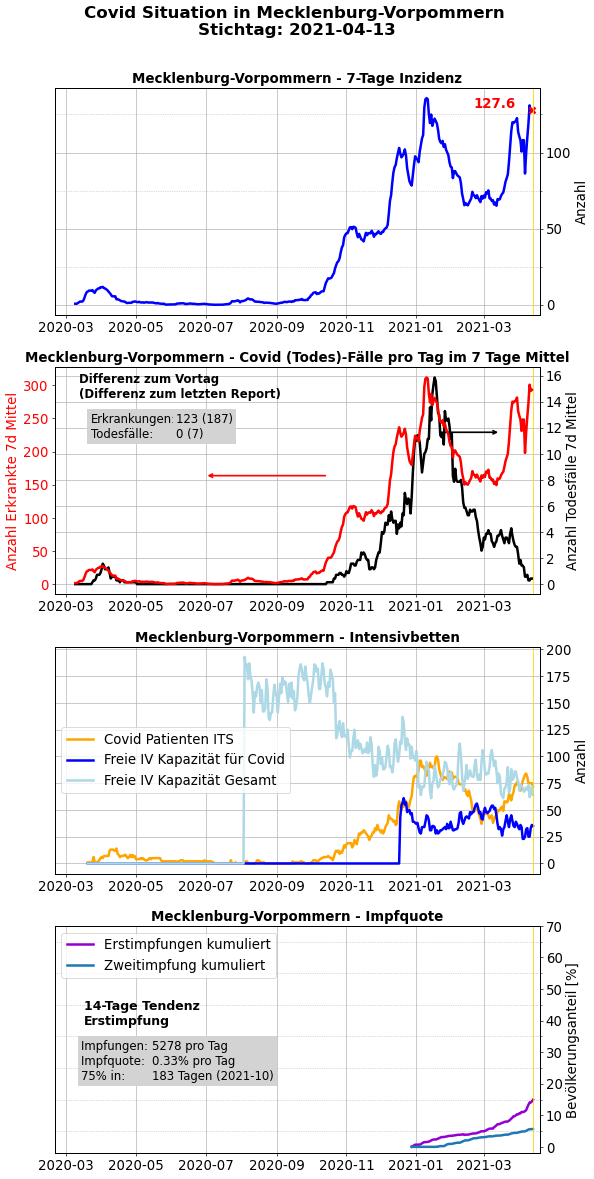 Covid Situation in Mecklenburg-Vorpommern
Stichtag: 2021-04-13
Mecklenburg-Vorpommern - 7-Tage Inzidenz
127.6
100
50
0
Anzahl
2020-03 2020-05 2020-07 2020-09 2020-11 2021-01 2021-03
Mecklenburg-Vorpommern - Covid (Todes)-Fälle pro Tag im 7 Tage Mittel
Differenz zum Vortag
(Differenz zum letzten Report)
Erkrankungen: 123 (187)
Todesfälle: 0 (7)
300
250
200
150
100
50
0
Anzahl Erkrankte 7d Mittel
16
14
12
10
8
6
4
2
0
Anzahl Todesfälle 7d Mittel
2020-03 2020-05 2020-07 2020-09 2020-11 2021-01 2021-03
Mecklenburg-Vorpommern - Intensivbetten
Covid Patienten ITS
Freie IV Kapazität für Covid
Freie IV Kapazität Gesamt
200
175
150
125
100
75
50
25
0
Anzahl
2020-03 2020-05 2020-07 2020-09 2020-11 2021-01 2021-03
Mecklenburg-Vorpommern - Impfquote
Erstimpfungen kumuliert
Zweitimpfung kumuliert
14-Tage Tendenz
Erstimpfung
Impfungen: 5278 pro Tag
Impfquote: 0.33% pro Tag
75% in: 183 Tagen (2021-10)
70
60
50
40
30
20
10
0
Bevölkerungsanteil [%]
2020-03 2020-05 2020-07 2020-09 2020-11 2021-01 2021-03